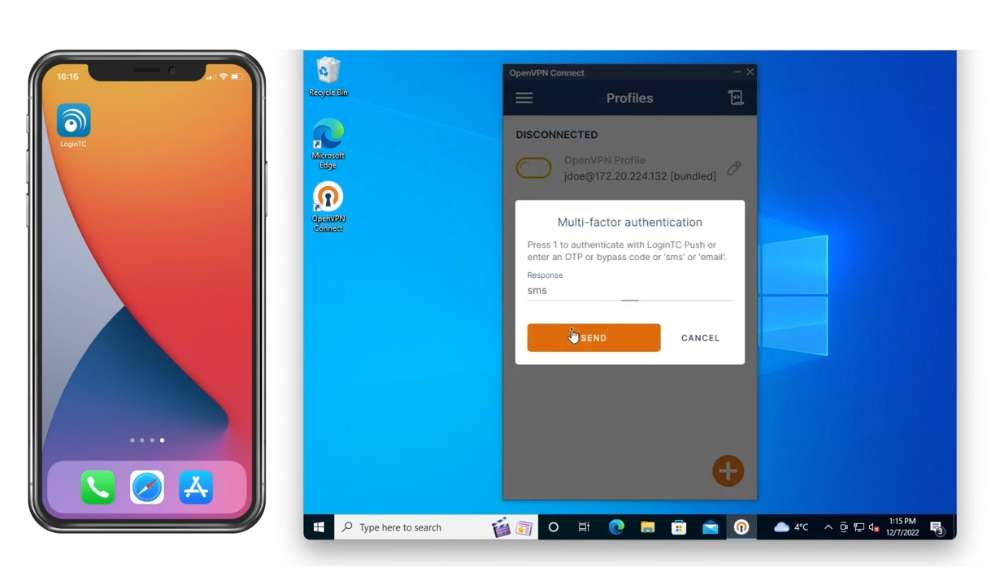 16:15
LoginTC
Recycle Bin
Microsoft
Edge
OpenVPN
Connect
OpenVPN Connect
Profiles
DISCONNECTED
OpenVPN Profile
jdoe@172.20.224.132 [bundled]
Multi-factor authentication
Press 1 to authenticate with LoginTC Push or
enter an OTP or bypass code or 'sms' or 'email'.
Response
sms
SEND
CANCEL
Type here to search
4°C
1:15 PM
12/7/2022
3